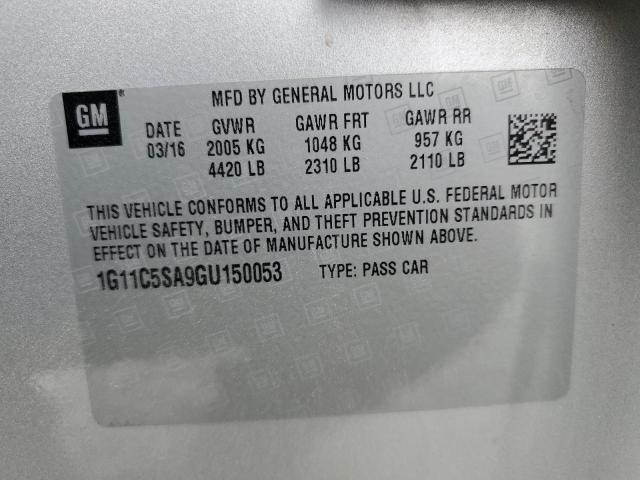 GM
MFD BY GENERAL MOTORS LLC
DATE GVWR GAWR FRT GAWR RR
03/16 2005 KG 1048 KG 957 KG
4420 LB 2310 LB 2110 LB
THIS VEHICLE CONFORMS TO ALL APPLICABLE U.S. FEDERAL MOTOR
VEHICLE SAFETY, BUMPER, AND THEFT PREVENTION STANDARDS IN
EFFECT ON THE DATE OF MANUFACTURE SHOWN ABOVE.
1G11C5SA9GU150053 TYPE: PASS CAR